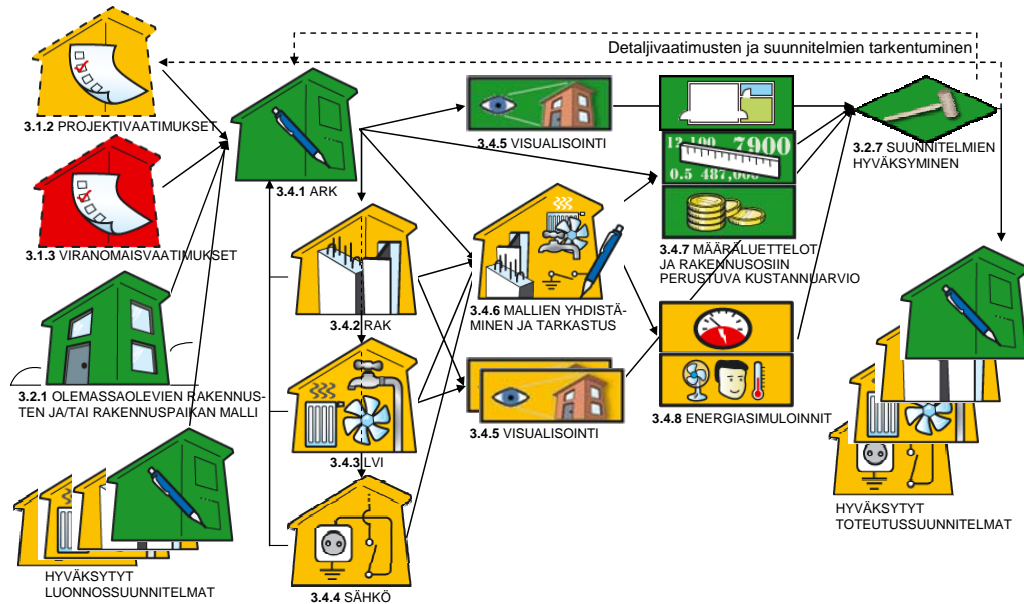 Detaljivaatimusten ja suunnitelmien tarkentuminen
3.1.2 PROJEKTIVAATIMUKSET
3.1.3 VIRANOMAISVAATIMUKSET
3.2.1 OLEMASSAOLEVIEN RAKENNUS-
TEN JA/TAI RAKENNUSPAIKAN MALLI
HYVÄKSYTYT
LUONNOSSUUNNITELMAT
3.4.1 ARK
3.4.2 RAK
3.4.3 LVI
3.4.4 SÄHKÖ
3.4.5 VISUALISOINTI
3.4.6 MALLIEN YHDISTÄ-
MINEN JA TARKASTUS
3.4.5 VISUALISOINTI
7900
0.5 487,000
3.4.7 MÄÄRÄLUETTELOT
JA RAKENNUSOSIIN
PERUSTUVA KUSTANNUARVIO
3.4.8 ENERGIASIMULOINNIT
3.2.7 SUUNNITELMIEN
HYVÄKSYMINEN
HYVÄKSYTYT
TOTEUTUSSUUNNITELMAT